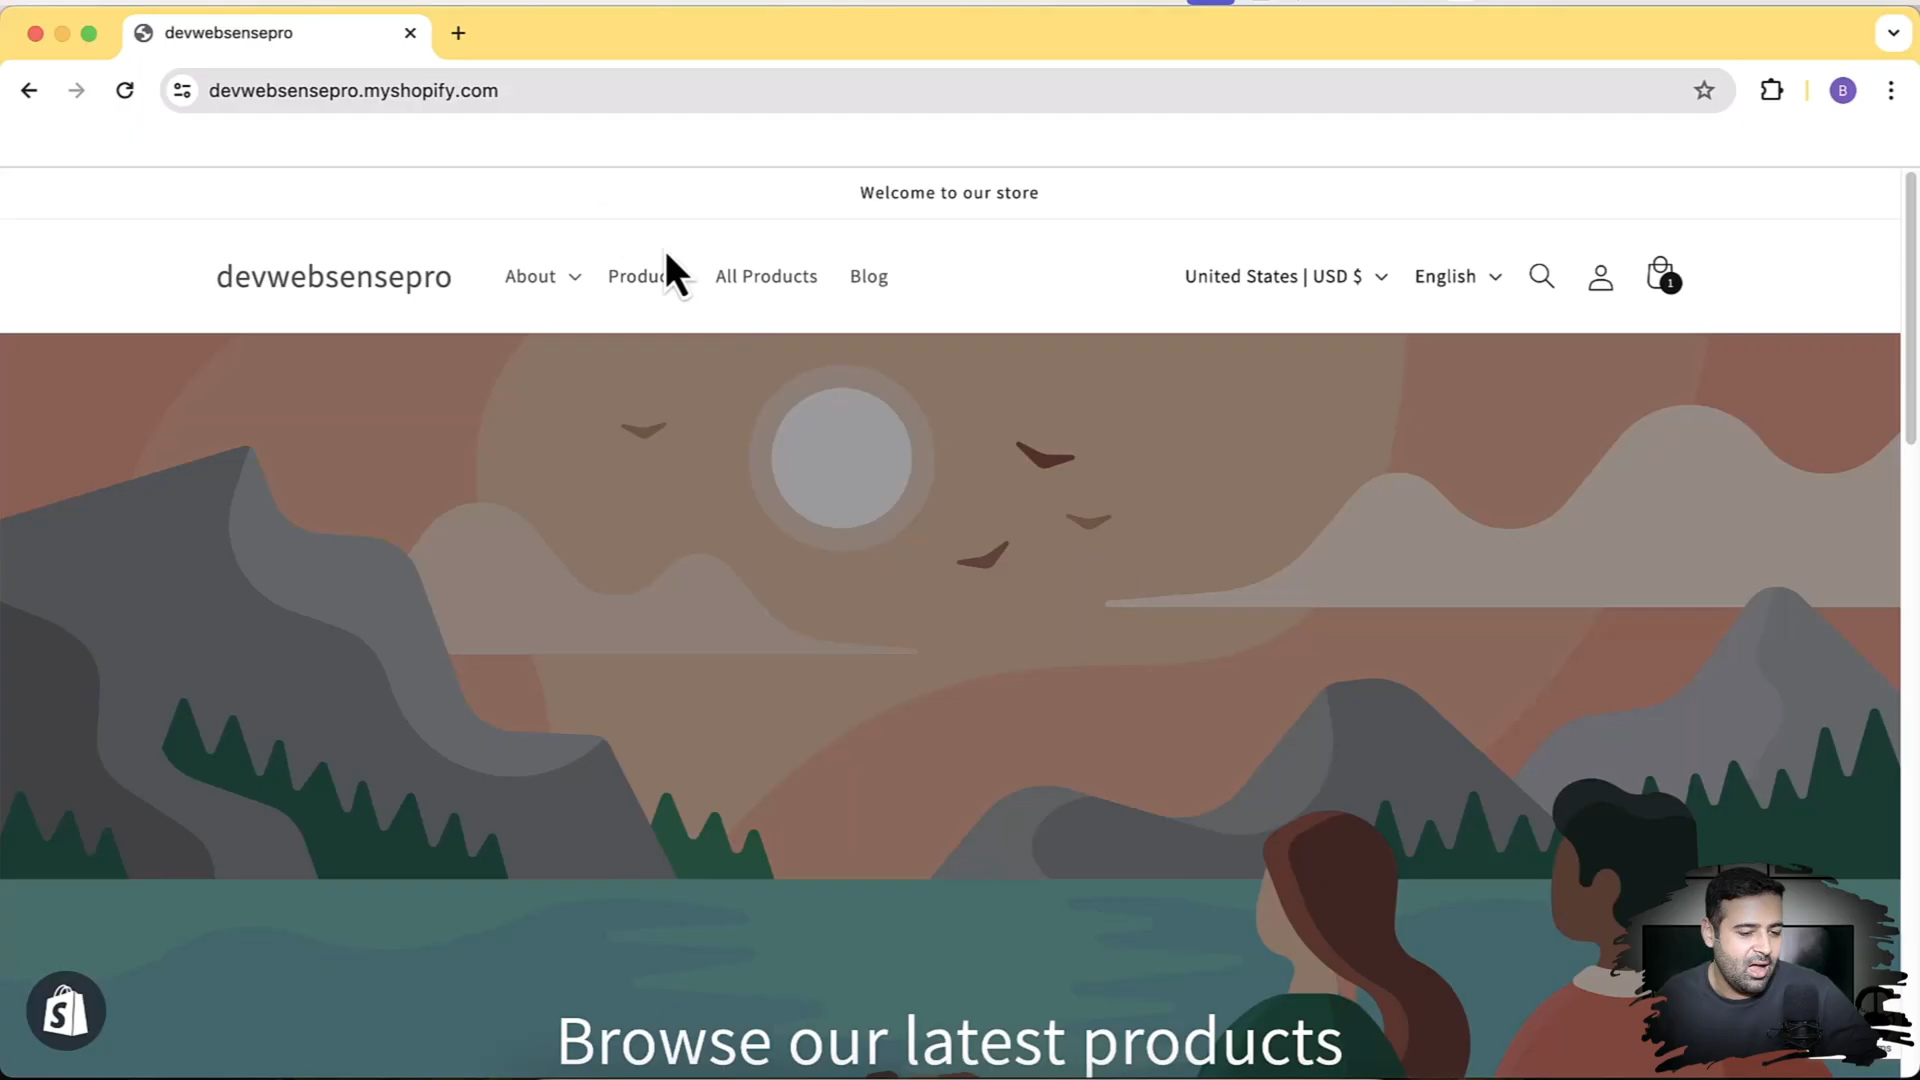 devwebsensepro
devwebsensepro.myshopify.com
B
Welcome to our store
devwebsensepro About All Products Blog United States | USD $ English 1
Browse our latest products